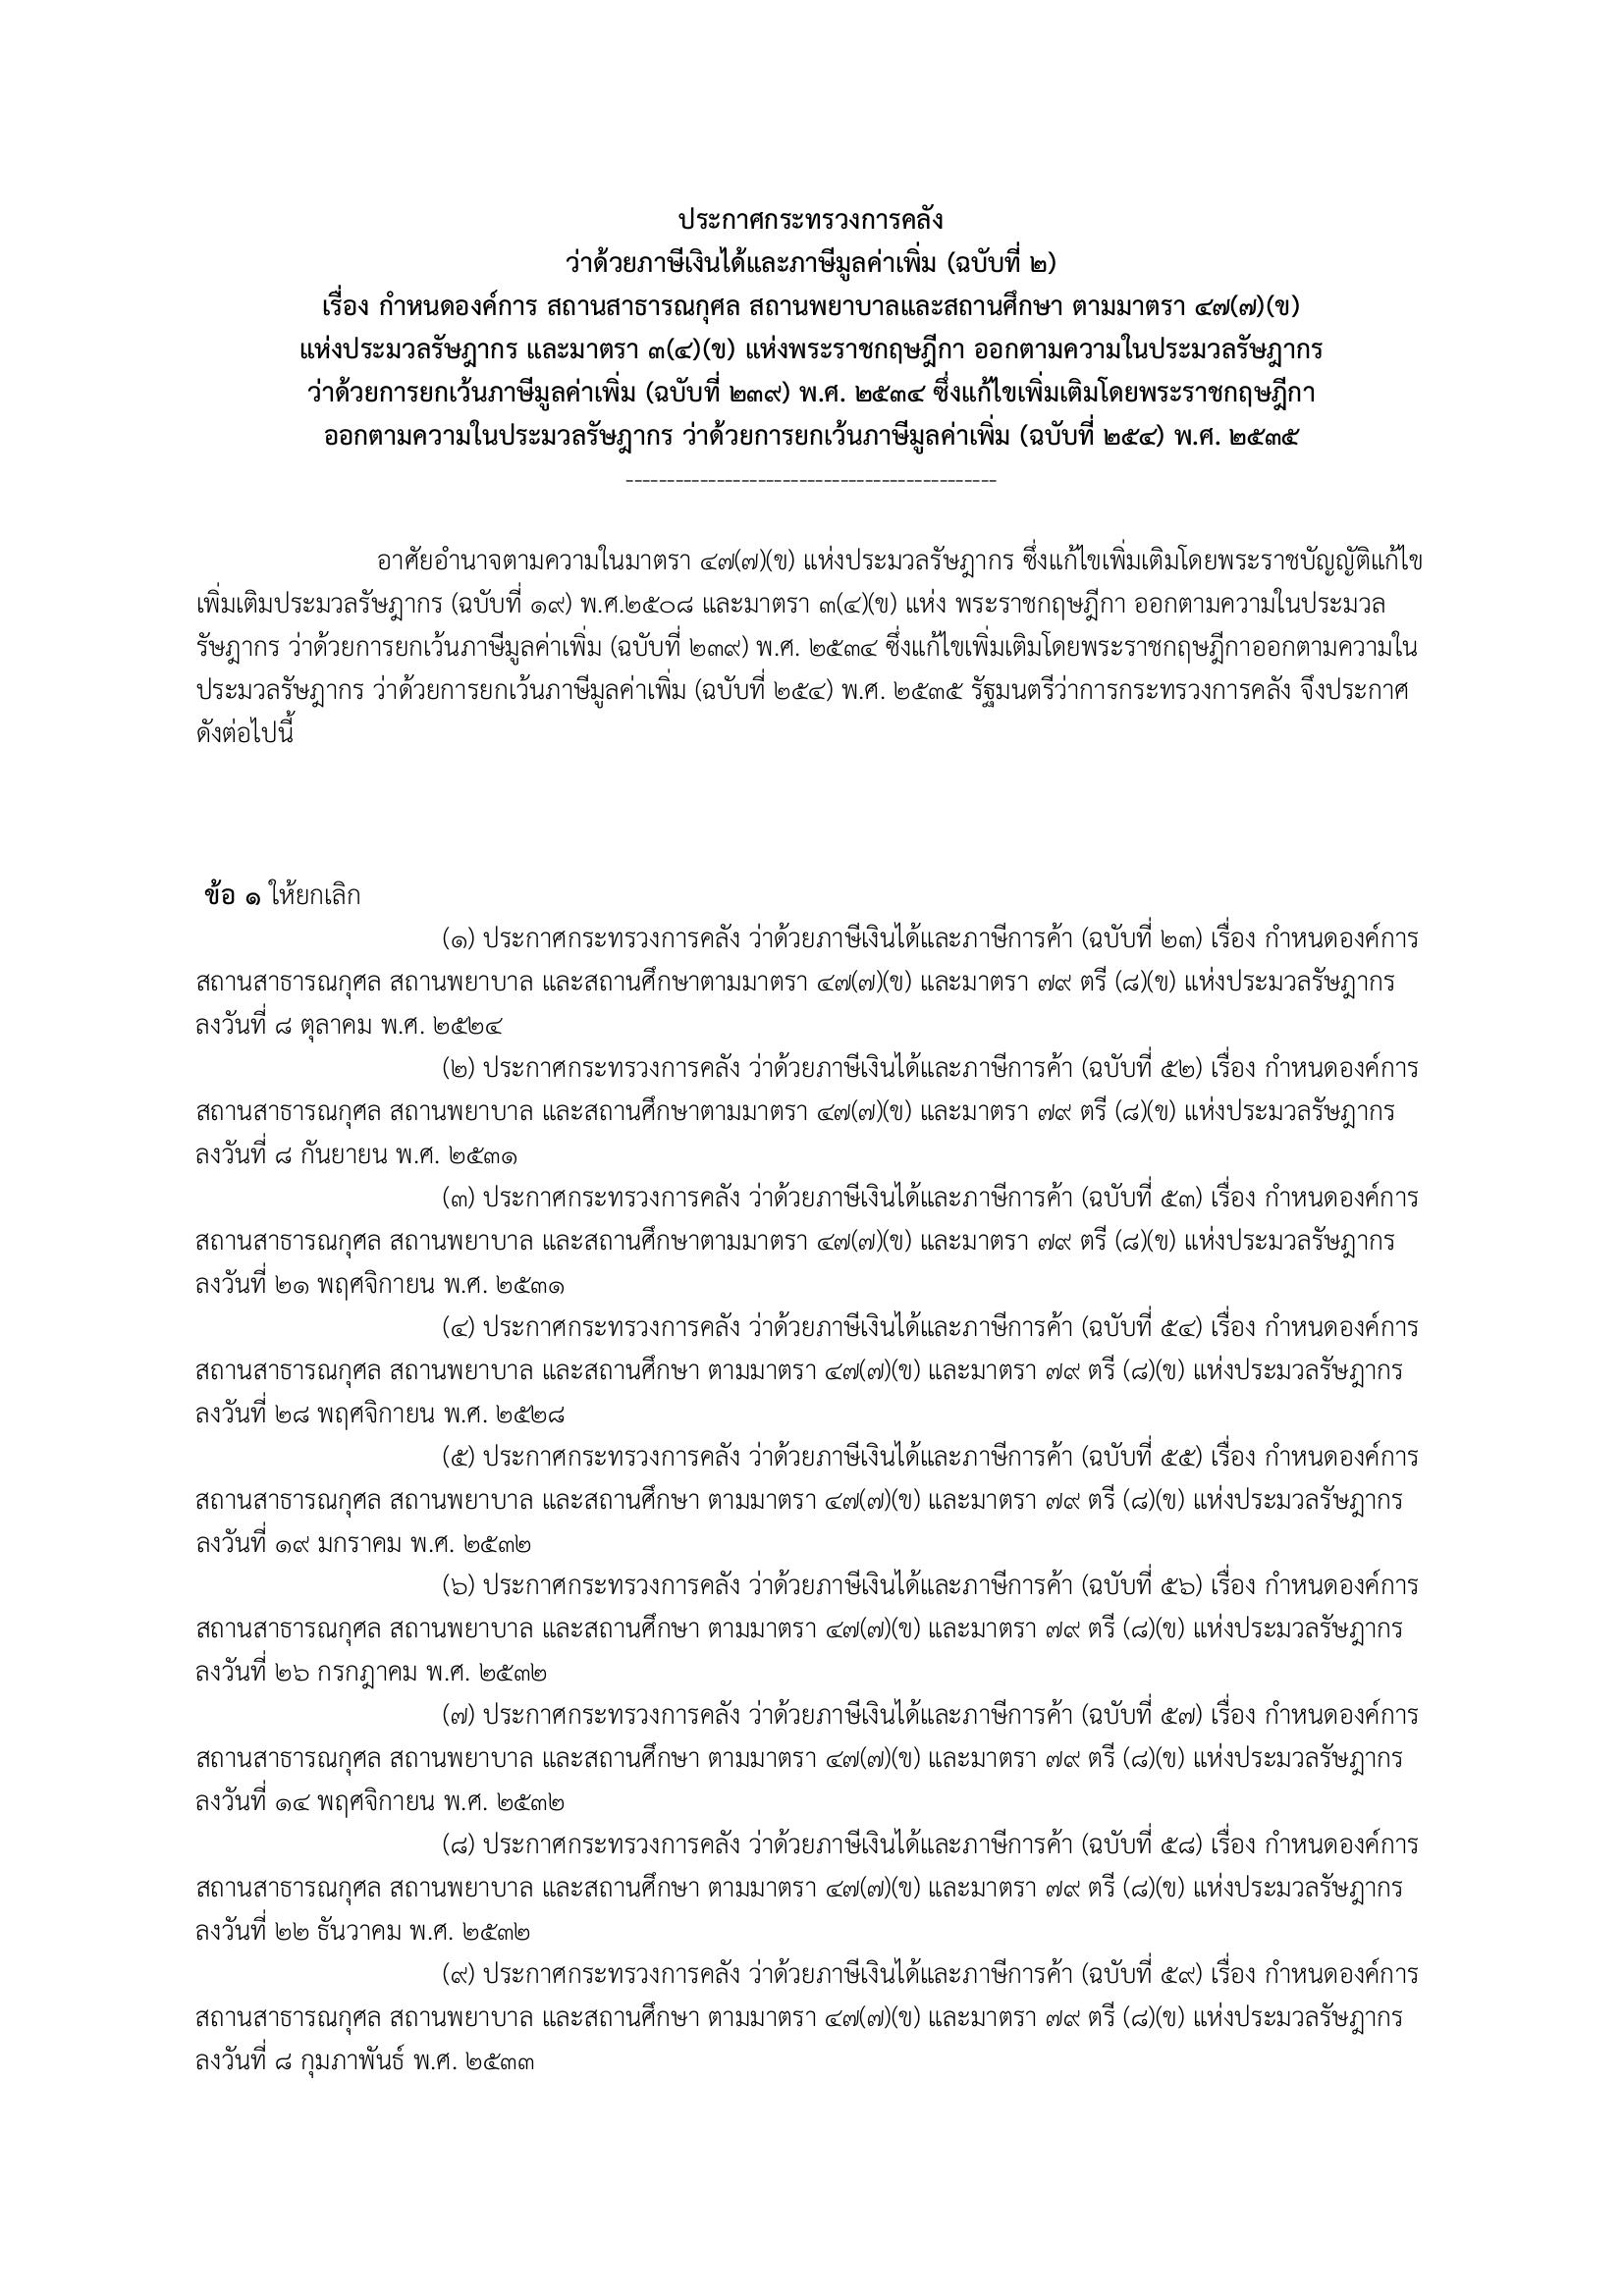 ประกาศกระทรวงการคลัง
ว่าด้วยภาษีเงินได้และภาษีมูลค่าเพิ่ม (ฉบับที่ ๒)
เรื่อง กำหนดองค์การ สถานสาธารณกุศล สถานพยาบาลและสถานศึกษา ตามมาตรา ๔๗(๗)(ข)
แห่งประมวลรัษฎากร และมาตรา ๓(๔)(ข) แห่งพระราชกฤษฎีกา ออกตามความในประมวลรัษฎากร
ว่าด้วยการยกเว้นภาษีมูลค่าเพิ่ม (ฉบับที่ ๒๓๙) พ.ศ. ๒๕๓๔ ซึ่งแก้ไขเพิ่มเติมโดยพระราชกฤษฎีกา
ออกตามความในประมวลรัษฎากร ว่าด้วยการยกเว้นภาษีมูลค่าเพิ่ม (ฉบับที่ ๒๕๔) พ.ศ. ๒๕๓๕
---------------------------------------------
อาศัยอำนาจตามความในมาตรา ๔๗(๗)(ข) แห่งประมวลรัษฎากร ซึ่งแก้ไขเพิ่มเติมโดยพระราชบัญญัติแก้ไข
เพิ่มเติมประมวลรัษฎากร (ฉบับที่ ๑๙) พ.ศ.๒๕๐๘ และมาตรา ๓(๔)(ข) แห่ง พระราชกฤษฎีกา ออกตามความในประมวล
รัษฎากร ว่าด้วยการยกเว้นภาษีมูลค่าเพิ่ม (ฉบับที่ ๒๓๙) พ.ศ. ๒๕๓๔ ซึ่งแก้ไขเพิ่มเติมโดยพระราชกฤษฎีกาออกตามความใน
ประมวลรัษฎากร ว่าด้วยการยกเว้นภาษีมูลค่าเพิ่ม (ฉบับที่ ๒๕๔) พ.ศ. ๒๕๓๕ รัฐมนตรีว่าการกระทรวงการคลัง จึงประกาศ
ดังต่อไปนี้
ข้อ ๑ ให้ยกเลิก
(๑) ประกาศกระทรวงการคลัง ว่าด้วยภาษีเงินได้และภาษีการค้า (ฉบับที่ ๒๓) เรื่อง กำหนดองค์การ
สถานสาธารณกุศล สถานพยาบาล และสถานศึกษาตามมาตรา ๔๗(๗)(ข) และมาตรา ๗๙ ตรี (๘)(ข) แห่งประมวลรัษฎากร
ลงวันที่ ๘ ตุลาคม พ.ศ. ๒๕๒๔
(๒) ประกาศกระทรวงการคลัง ว่าด้วยภาษีเงินได้และภาษีการค้า (ฉบับที่ ๕๒) เรื่อง กำหนดองค์การ
สถานสาธารณกุศล สถานพยาบาล และสถานศึกษาตามมาตรา ๔๗(๗)(ข) และมาตรา ๗๙ ตรี (๘)(ข) แห่งประมวลรัษฎากร
ลงวันที่ ๘ กันยายน พ.ศ. ๒๕๓๑
(๓) ประกาศกระทรวงการคลัง ว่าด้วยภาษีเงินได้และภาษีการค้า (ฉบับที่ ๕๓) เรื่อง กำหนดองค์การ
สถานสาธารณกุศล สถานพยาบาล และสถานศึกษาตามมาตรา ๔๗(๗)(ข) และมาตรา ๗๙ ตรี (๘)(ข) แห่งประมวลรัษฎากร
ลงวันที่ ๒๑ พฤศจิกายน พ.ศ. ๒๕๓๑
(๔) ประกาศกระทรวงการคลัง ว่าด้วยภาษีเงินได้และภาษีการค้า (ฉบับที่ ๕๔) เรื่อง กำหนดองค์การ
สถานสาธารณกุศล สถานพยาบาล และสถานศึกษา ตามมาตรา ๔๗(๗)(ข) และมาตรา ๗๙ ตรี (๘)(ข) แห่งประมวลรัษฎากร
ลงวันที่ ๒๘ พฤศจิกายน พ.ศ. ๒๕๒๘
(๕) ประกาศกระทรวงการคลัง ว่าด้วยภาษีเงินได้และภาษีการค้า (ฉบับที่ ๕๕) เรื่อง กำหนดองค์การ
สถานสาธารณกุศล สถานพยาบาล และสถานศึกษา ตามมาตรา ๔๗(๗)(ข) และมาตรา ๗๙ ตรี (๘)(ข) แห่งประมวลรัษฎากร
ลงวันที่ ๑๙ มกราคม พ.ศ. ๒๕๓๒
(๖) ประกาศกระทรวงการคลัง ว่าด้วยภาษีเงินได้และภาษีการค้า (ฉบับที่ ๕๖) เรื่อง กำหนดองค์การ
สถานสาธารณกุศล สถานพยาบาล และสถานศึกษา ตามมาตรา ๔๗(๗)(ข) และมาตรา ๗๙ ตรี (๘)(ข) แห่งประมวลรัษฎากร
ลงวันที่ ๒๖ กรกฎาคม พ.ศ. ๒๕๓๒
(๗) ประกาศกระทรวงการคลัง ว่าด้วยภาษีเงินได้และภาษีการค้า (ฉบับที่ ๕๗) เรื่อง กำหนดองค์การ
สถานสาธารณกุศล สถานพยาบาล และสถานศึกษา ตามมาตรา ๔๗(๗)(ข) และมาตรา ๗๙ ตรี (๘)(ข) แห่งประมวลรัษฎากร
ลงวันที่ ๑๔ พฤศจิกายน พ.ศ. ๒๕๓๒
(๘) ประกาศกระทรวงการคลัง ว่าด้วยภาษีเงินได้และภาษีการค้า (ฉบับที่ ๕๘) เรื่อง กำหนดองค์การ
สถานสาธารณกุศล สถานพยาบาล และสถานศึกษา ตามมาตรา ๔๗(๗)(ข) และมาตรา ๗๙ ตรี (๘)(ข) แห่งประมวลรัษฎากร
ลงวันที่ ๒๒ ธันวาคม พ.ศ. ๒๕๓๒
(๙) ประกาศกระทรวงการคลัง ว่าด้วยภาษีเงินได้และภาษีการค้า (ฉบับที่ ๕๙) เรื่อง กำหนดองค์การ
สถานสาธารณกุศล สถานพยาบาล และสถานศึกษา ตามมาตรา ๔๗(๗)(ข) และมาตรา ๗๙ ตรี (๘)(ข) แห่งประมวลรัษฎากร
ลงวันที่ ๘ กุมภาพันธ์ พ.ศ. ๒๕๓๓